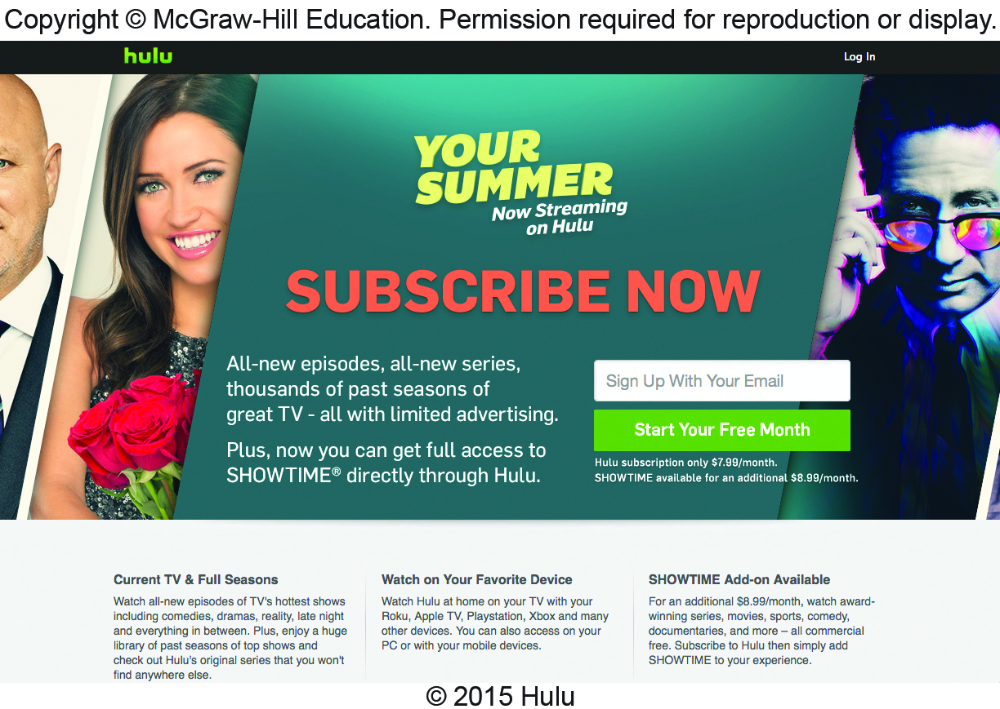 Copyright © McGraw-Hill Education. Permission required for reproduction or display.
hulu
Log In
YOUR
SUMMER
Now Streaming
on Hulu
SUBSCRIBE NOW
All-new episodes, all-new series,
thousands of past seasons of
great TV - all with limited advertising.
Plus, now you can get full access to
SHOWTIME® directly through Hulu.
Sign Up With Your Email
Start Your Free Month
Hulu subscription only $7.99/month.
SHOWTIME available for an additional $8.99/month.
Current TV & Full Seasons
Watch all-new episodes of TV's hottest shows
including comedies, dramas, reality, late night
and everything in between. Plus, enjoy a huge
library of past seasons of top shows and
check out Hulu's original series that you won't
find anywhere else.
Watch on Your Favorite Device
Watch Hulu at home on your TV with your
Roku, Apple TV, Playstation, Xbox and many
other devices. You can also access on your
PC or with your mobile devices.
SHOWTIME Add-on Available
For an additional $8.99/month, watch award-
winning series, movies, sports, comedy,
documentaries, and more – all commercial
free. Subscribe to Hulu then simply add
SHOWTIME to your experience.
© 2015 Hulu